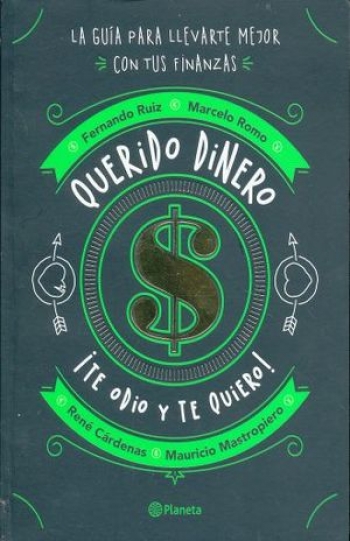 LA GUÍA PARA LLEVARTE MEJOR
CON TUS FINANZAS
Fernando Ruiz Marcelo Romo
QUERIDO DINERO
$
¡TE ODIO Y TE QUIERO!
René Cárdenas Mauricio Mastropiero
Planeta